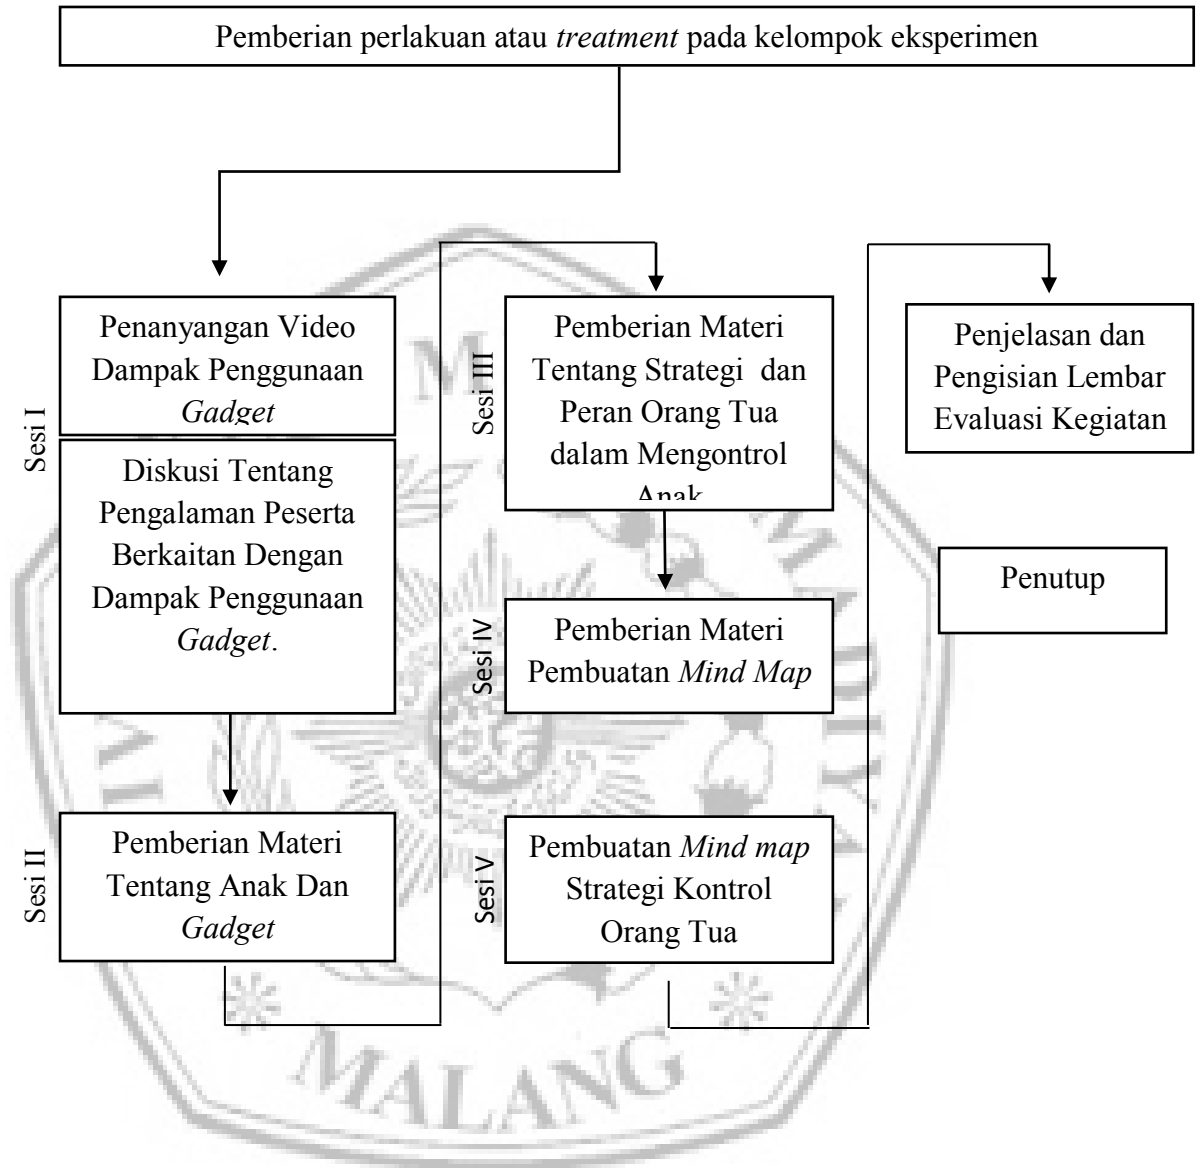 Pemberian perlakuan atau treatment pada kelompok eksperimen
Sesi I
Penanyangan Video
Dampak Penggunaan
Gadget
Diskusi Tentang
Pengalaman Peserta
Berkaitan Dengan
Dampak Penggunaan
Gadget.
Sesi II
Pemberian Materi
Tentang Anak Dan
Gadget
Sesi III
Pemberian Materi
Tentang Strategi dan
Peran Orang Tua
dalam Mengontrol
Anak
Sesi IV
Pemberian Materi
Pembuatan Mind Map
Sesi V
Pembuatan Mind map
Strategi Kontrol
Orang Tua
Penjelasan dan
Pengisian Lembar
Evaluasi Kegiatan
Penutup
MALANG